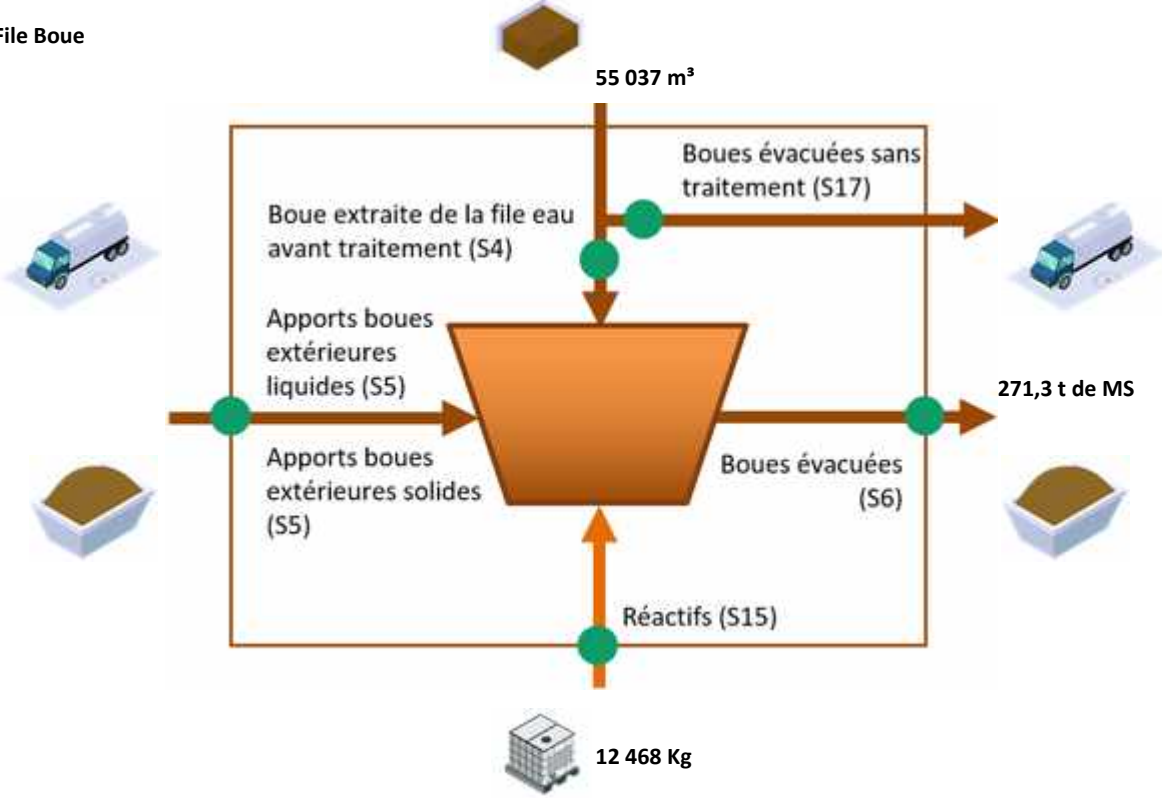 File Boue
55 037 m³
Boues évacuées sans
traitement (S17)
Boue extraite de la file eau
avant traitement (S4)
Apports boues
extérieures
liquides (S5)
271,3 t de MS
Apports boues
extérieures solides
(S5)
Boues évacuées
(S6)
Réactifs (S15)
12 468 Kg